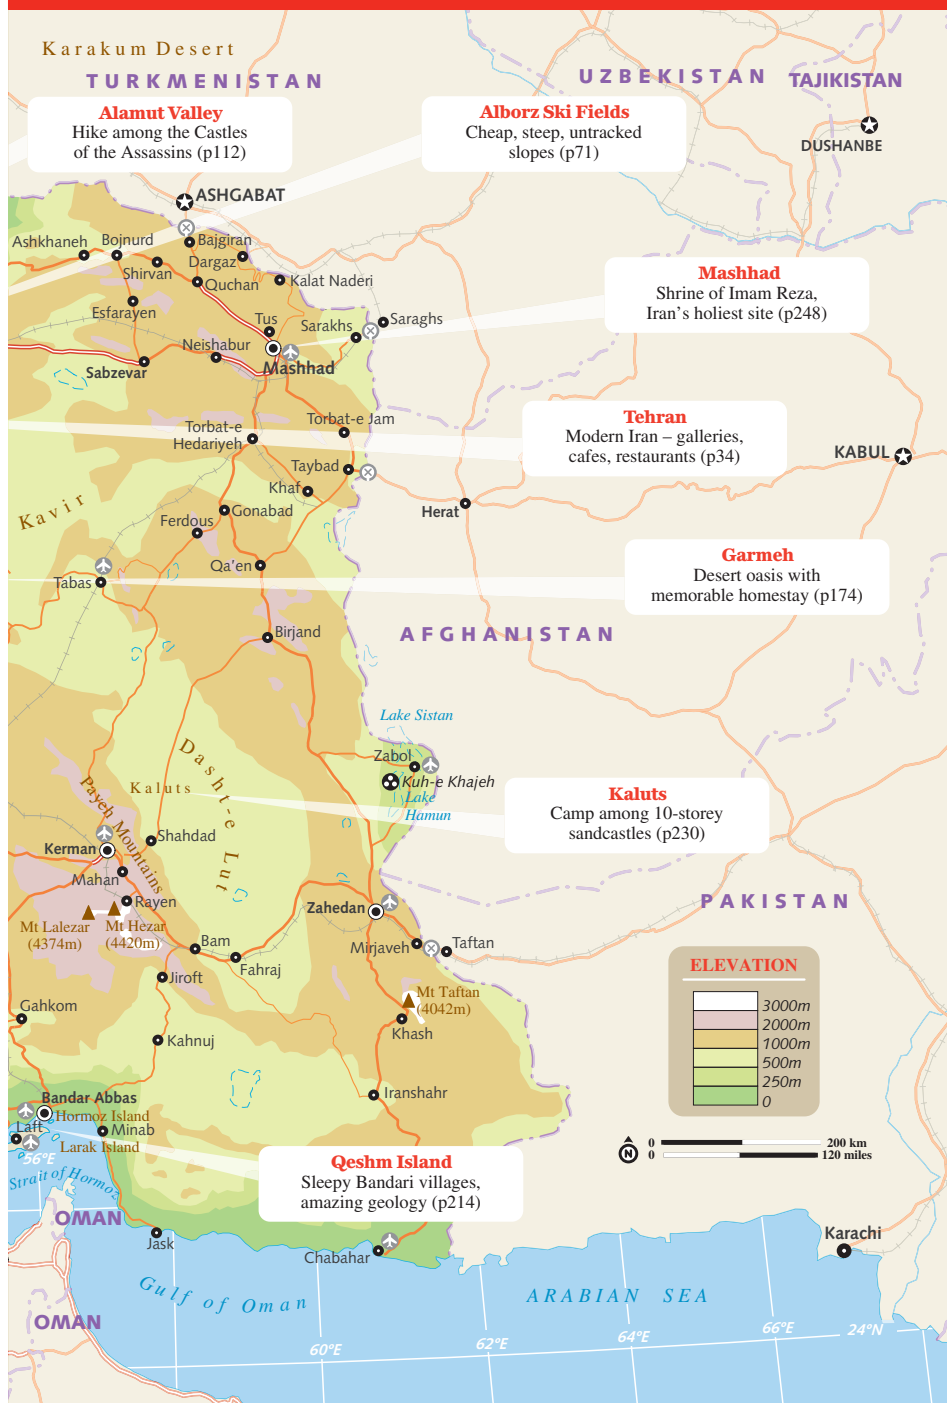 Karakum Desert
TURKMENISTAN
UZBEKISTAN
TAJIKISTAN
Alamut Valley
Hike among the Castles
of the Assassins (p112)
Alborz Ski Fields
Cheap, steep, untracked
slopes (p71)
DUSHANBE
ASHGABAT
Ashkhaneh
Bojnurd
Bajgiran
Dargaz
Shirvan
Quchan
Kalat Naderi
Mashhad
Shrine of Imam Reza,
Iran's holiest site (p248)
Esfarayen
Tus
Sarakhs
Saraghs
Neishabur
Mashhad
Sabzevar
Torbat-e
Hedariyeh
Torbat-e Jam
Tehran
Modern Iran – galleries,
cafes, restaurants (p34)
KABUL
Taybad
Khaf
Kavir
Gonabad
Ferdous
Herat
Qa'en
Garmeh
Desert oasis with
memorable homestay (p174)
Tabas
Birjand
AFGHANISTAN
Lake Sistan
Zabol
Kuh-e Khajeh
Lake
Hamun
Dasht-e Lut
Kaluts
Payeh Mountains
Kaluts
Camp among 10-storey
sandcastles (p230)
Shahdad
Kerman
Mahan
Rayen
Mt Lalezar
(4374m)
Mt Hezar
(4420m)
Zahedan
PAKISTAN
Bam
Mirjaveh
Taftan
Fahraj
Jiroft
ELEVATION
3000m
2000m
1000m
500m
250m
0
Mt Taftan
(4042m)
Gahkom
Khash
Kahnuj
Iranshahr
Bandar Abbas
Hormoz Island
Laft
Minab
Larak Island
N
0
200 km
0
120 miles
56°E
Strait of Hormoz
Qeshm Island
Sleepy Bandari villages,
amazing geology (p214)
OMAN
Jask
Chabahar
Karachi
Gulf of Oman
ARABIAN SEA
OMAN
60°E
62°E
64°E
66°E
24°N